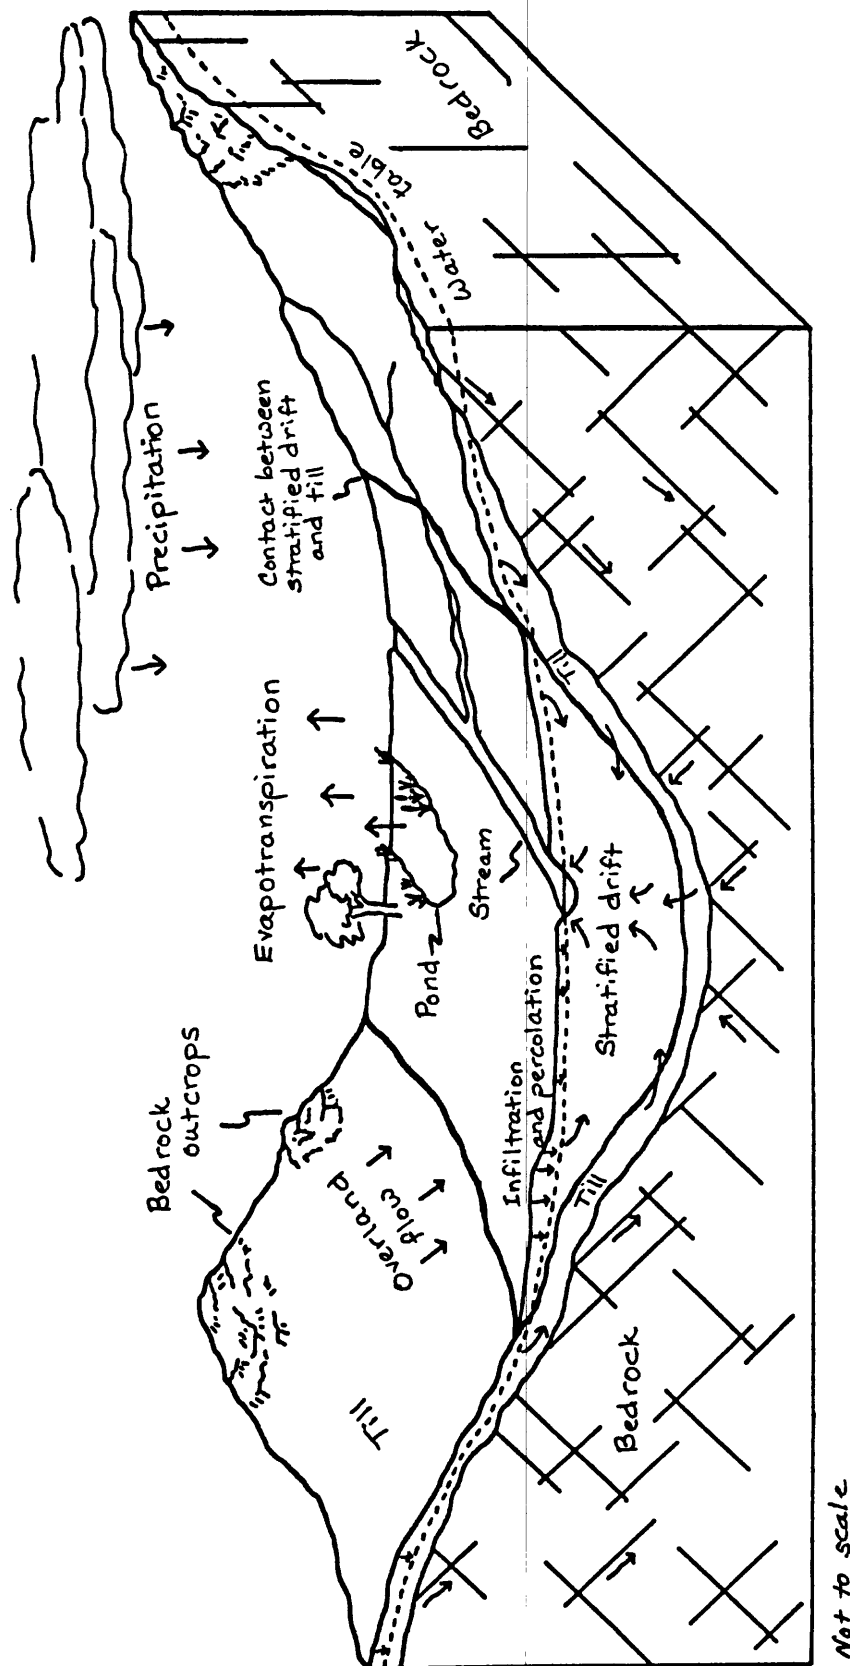 Precipitation
Evapotranspiration
Contact between
stratified drift
and till
Bedrock
outcrops
Overland
flow
Till
Pond
Stream
Infiltration
and percolation
Stratified drift
Till
Till
Water table
Bedrock
Bedrock
Not to scale